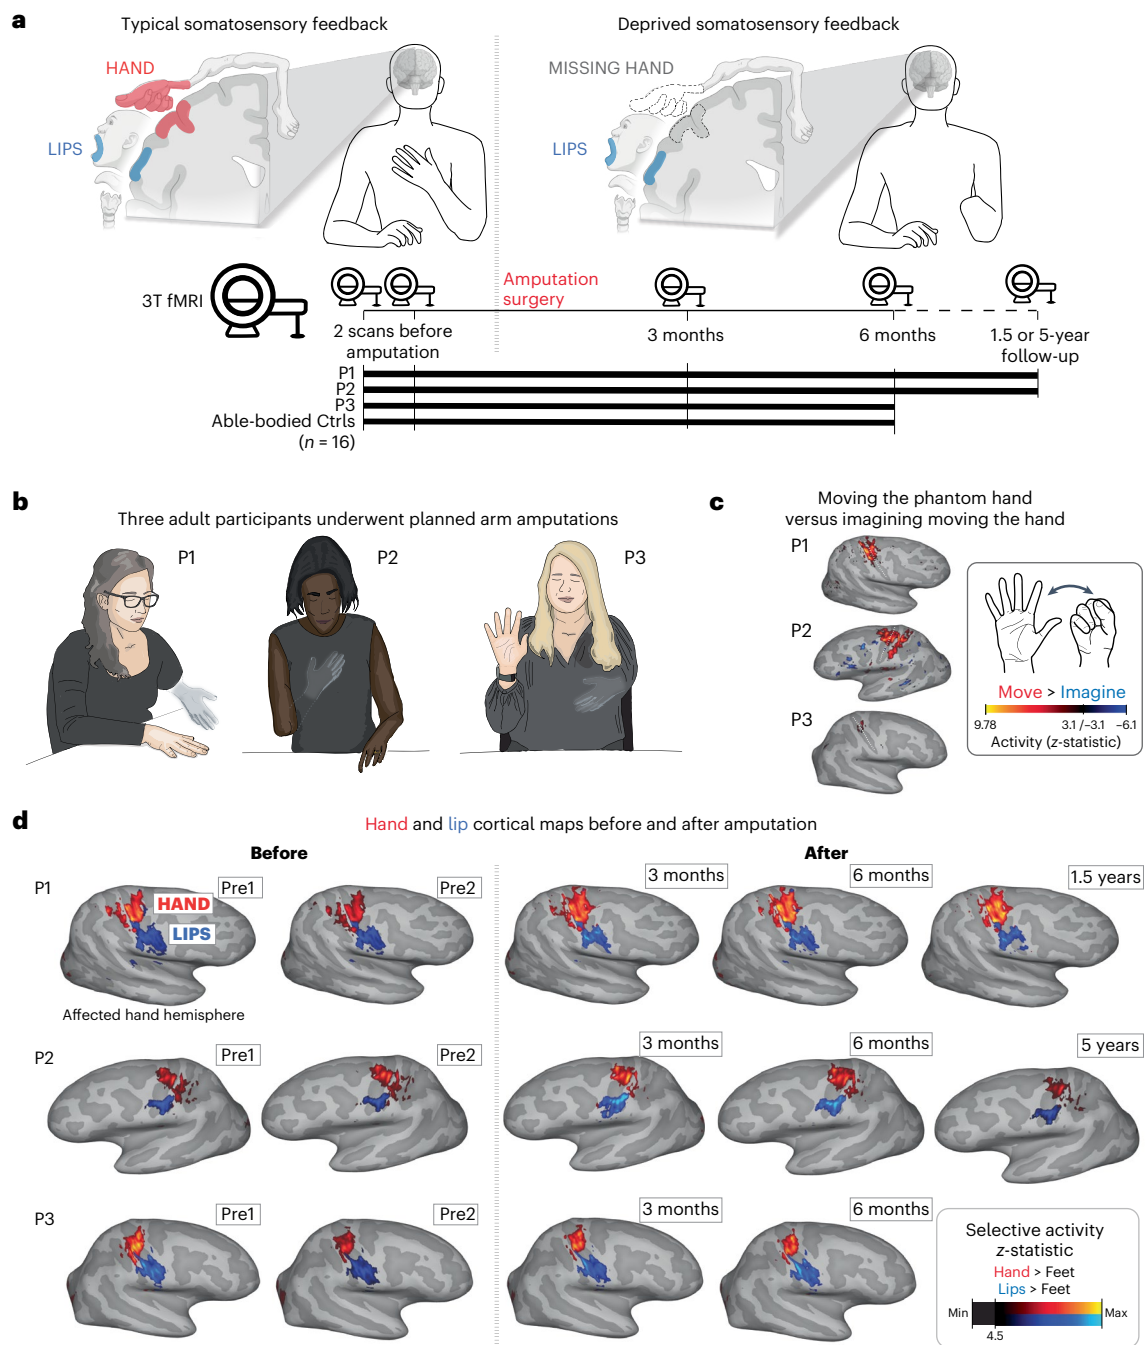 a
Typical somatosensory feedback
Deprived somatosensory feedback
HAND
MISSING HAND
LIPS
LIPS
3T fMRI
Amputation
surgery
2 scans before
amputation
3 months
6 months
1.5 or 5-year
follow-up
P1
P2
P3
Able-bodied Ctrls
(n = 16)
b
Three adult participants underwent planned arm amputations
P1
P2
P3
c
Moving the phantom hand
versus imagining moving the hand
P1
P2
P3
Move > Imagine
9.78 3.1 /−3.1 −6.1
Activity (z-statistic)
d
Hand and lip cortical maps before and after amputation
Before
After
P1
Pre1
HAND
LIPS
Pre2
3 months
6 months
1.5 years
Affected hand hemisphere
P2
Pre1
Pre2
3 months
6 months
5 years
P3
Pre1
Pre2
3 months
6 months
Selective activity
z-statistic
Hand > Feet
Lips > Feet
Min Max
4.5